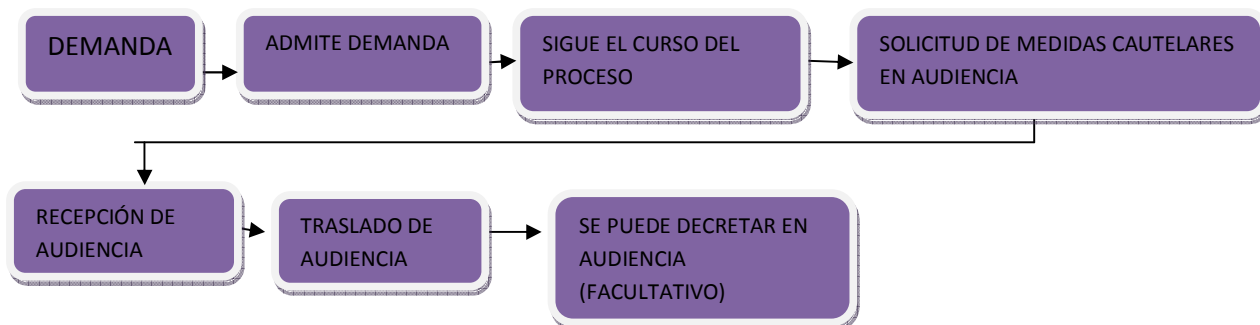 DEMANDA
ADMITE DEMANDA
SIGUE EL CURSO DEL
PROCESO
SOLICITUD DE MEDIDAS CAUTELARES
EN AUDIENCIA
RECEPCIÓN DE
AUDIENCIA
TRASLADO DE
AUDIENCIA
SE PUEDE DECRETAR EN
AUDIENCIA
(FACULTATIVO)